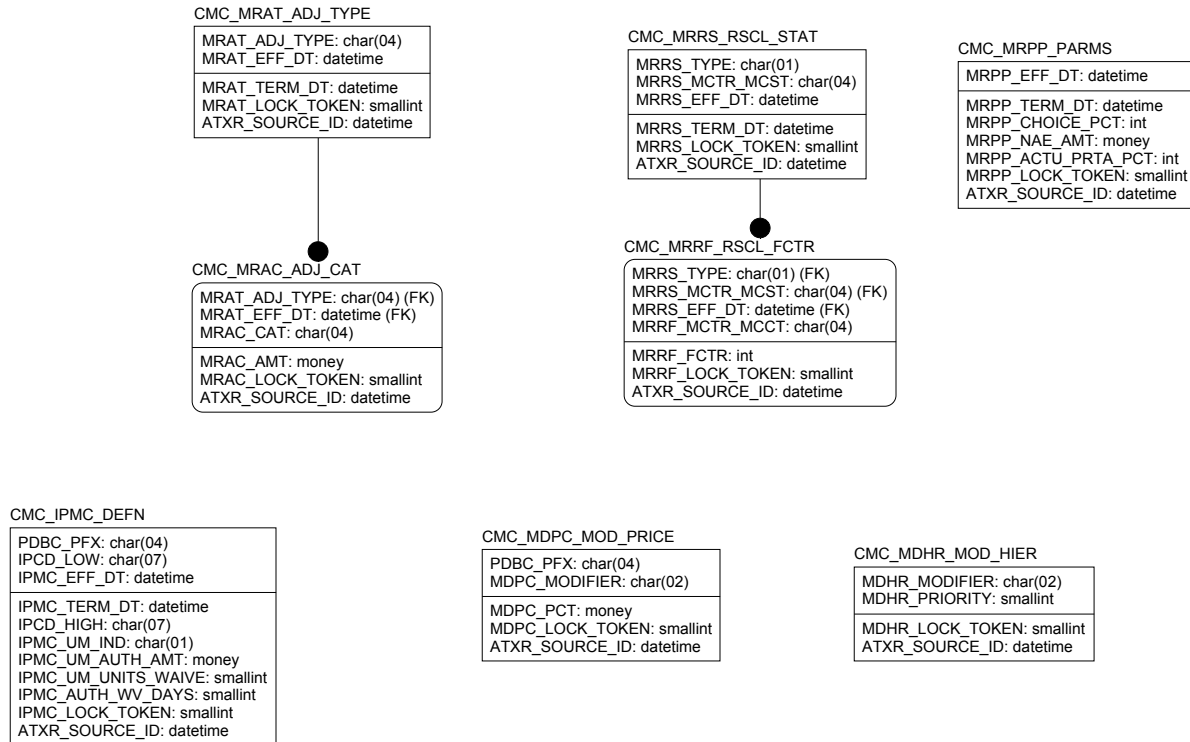 CMC_MRAT_ADJ_TYPE
MRAT_ADJ_TYPE: char(04)
MRAT_EFF_DT: datetime
MRAT_TERM_DT: datetime
MRAT_LOCK_TOKEN: smallint
ATXR_SOURCE_ID: datetime
CMC_MRRS_RSCL_STAT
MRRS_TYPE: char(01)
MRRS_MCTR_MCST: char(04)
MRRS_EFF_DT: datetime
MRRS_TERM_DT: datetime
MRRS_LOCK_TOKEN: smallint
ATXR_SOURCE_ID: datetime
CMC_MRPP_PARMS
MRPP_EFF_DT: datetime
MRPP_TERM_DT: datetime
MRPP_CHOICE_PCT: int
MRPP_NAE_AMT: money
MRPP_ACTU_PRTA_PCT: int
MRPP_LOCK_TOKEN: smallint
ATXR_SOURCE_ID: datetime
CMC_MRAC_ADJ_CAT
MRAT_ADJ_TYPE: char(04) (FK)
MRAT_EFF_DT: datetime (FK)
MRAC_CAT: char(04)
MRAC_AMT: money
MRAC_LOCK_TOKEN: smallint
ATXR_SOURCE_ID: datetime
CMC_MRRF_RSCL_FCTR
MRRS_TYPE: char(01) (FK)
MRRS_MCTR_MCST: char(04) (FK)
MRRS_EFF_DT: datetime (FK)
MRRF_MCTR_MCCT: char(04)
MRRF_FCTR: int
MRRF_LOCK_TOKEN: smallint
ATXR_SOURCE_ID: datetime
CMC_IPMC_DEFN
PDBC_PFX: char(04)
IPCD_LOW: char(07)
IPMC_EFF_DT: datetime
IPMC_TERM_DT: datetime
IPCD_HIGH: char(07)
IPMC_UM_IND: char(01)
IPMC_UM_AUTH_AMT: money
IPMC_UM_UNITS_WAIVE: smallint
IPMC_AUTH_WV_DAYS: smallint
IPMC_LOCK_TOKEN: smallint
ATXR_SOURCE_ID: datetime
CMC_MDPC_MOD_PRICE
PDBC_PFX: char(04)
MDPC_MODIFIER: char(02)
MDPC_PCT: money
MDPC_LOCK_TOKEN: smallint
ATXR_SOURCE_ID: datetime
CMC_MDHR_MOD_HIER
MDHR_MODIFIER: char(02)
MDHR_PRIORITY: smallint
MDHR_LOCK_TOKEN: smallint
ATXR_SOURCE_ID: datetime